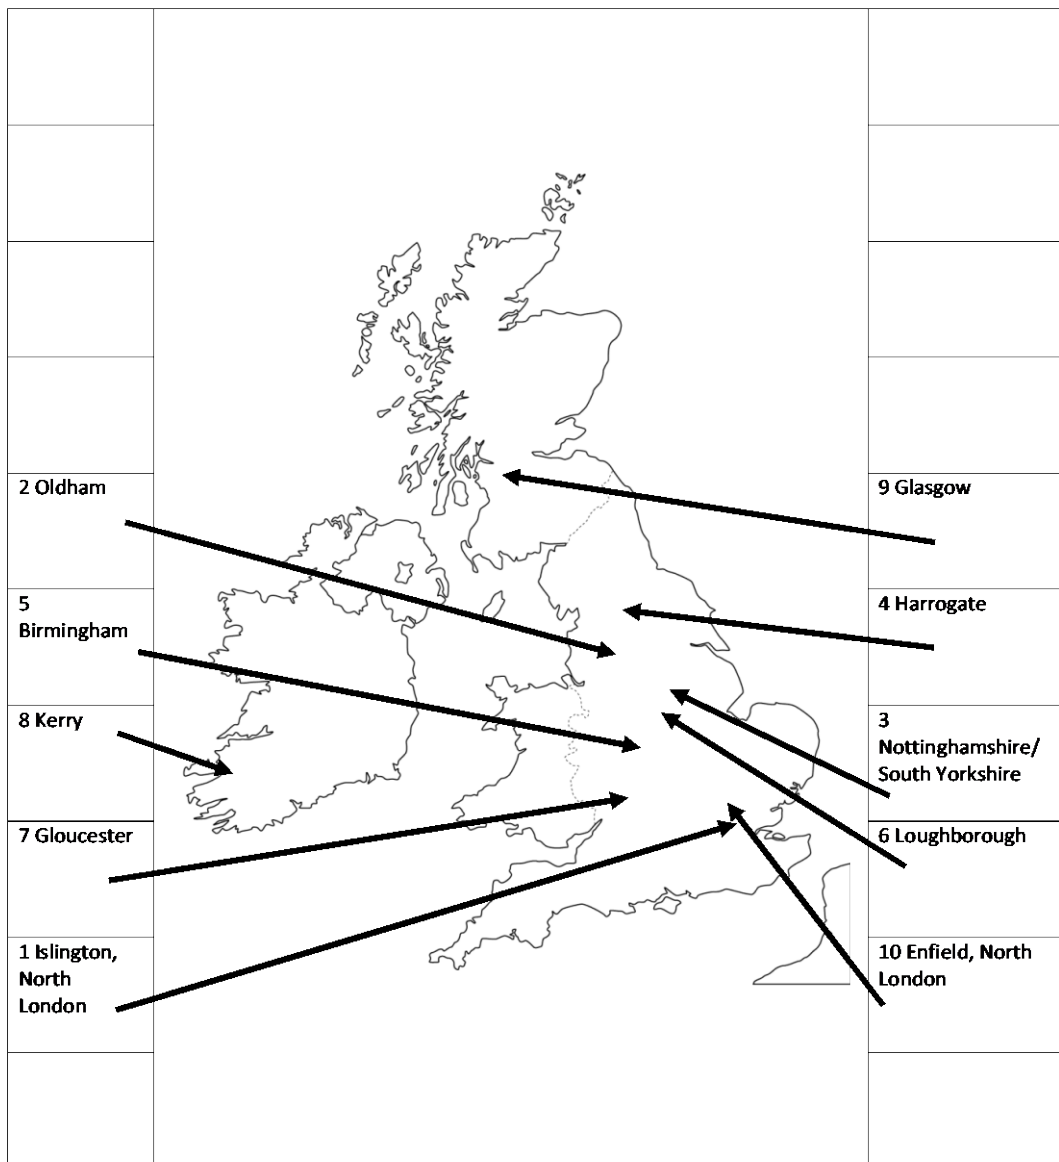 2 Oldham
9 Glasgow
5
Birmingham
4 Harrogate
8 Kerry
3
Nottinghamshire/
South Yorkshire
7 Gloucester
6 Loughborough
1 Islington,
North
London
10 Enfield, North
London